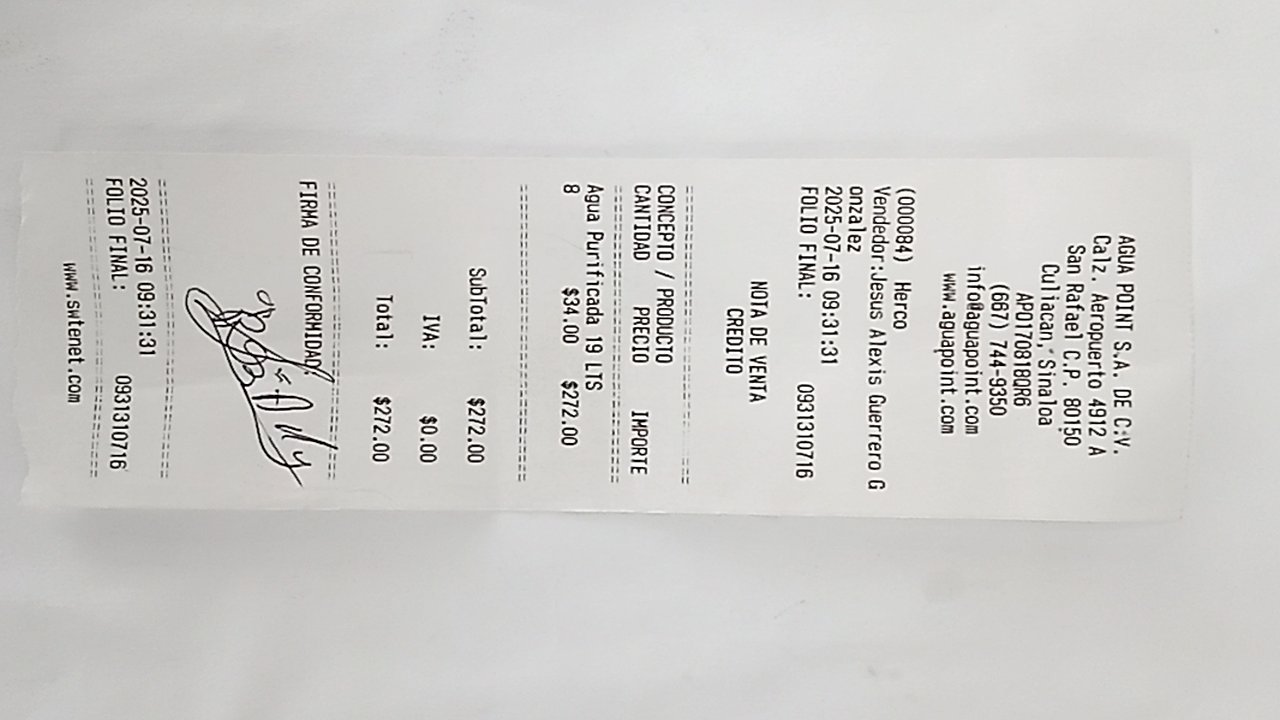 AGUA POINT S.A. DE C.V.
Calz. Aeropuerto 4912 A
San Rafael C.P. 80150
Culiacan, Sinaloa
APO170818QR6
(667) 744-9350
info@aguapoint.com
www.aguapoint.com
(000084) Herco
Vendedor:Jesus Alexis Guerrero G
onzalez
2025-07-16 09:31:31
FOLIO FINAL: 0931310716
NOTA DE VENTA
CREDITO
================================
CONCEPTO / PRODUCTO
CANTIDAD PRECIO IMPORTE
================================
Agua Purificada 19 LTS
8 $34.00 $272.00
================================
SubTotal: $272.00
IVA: $0.00
Total: $272.00
================================
FIRMA DE CONFORMIDAD
================================
2025-07-16 09:31:31
FOLIO FINAL: 0931310716
================================
www.swtenet.com